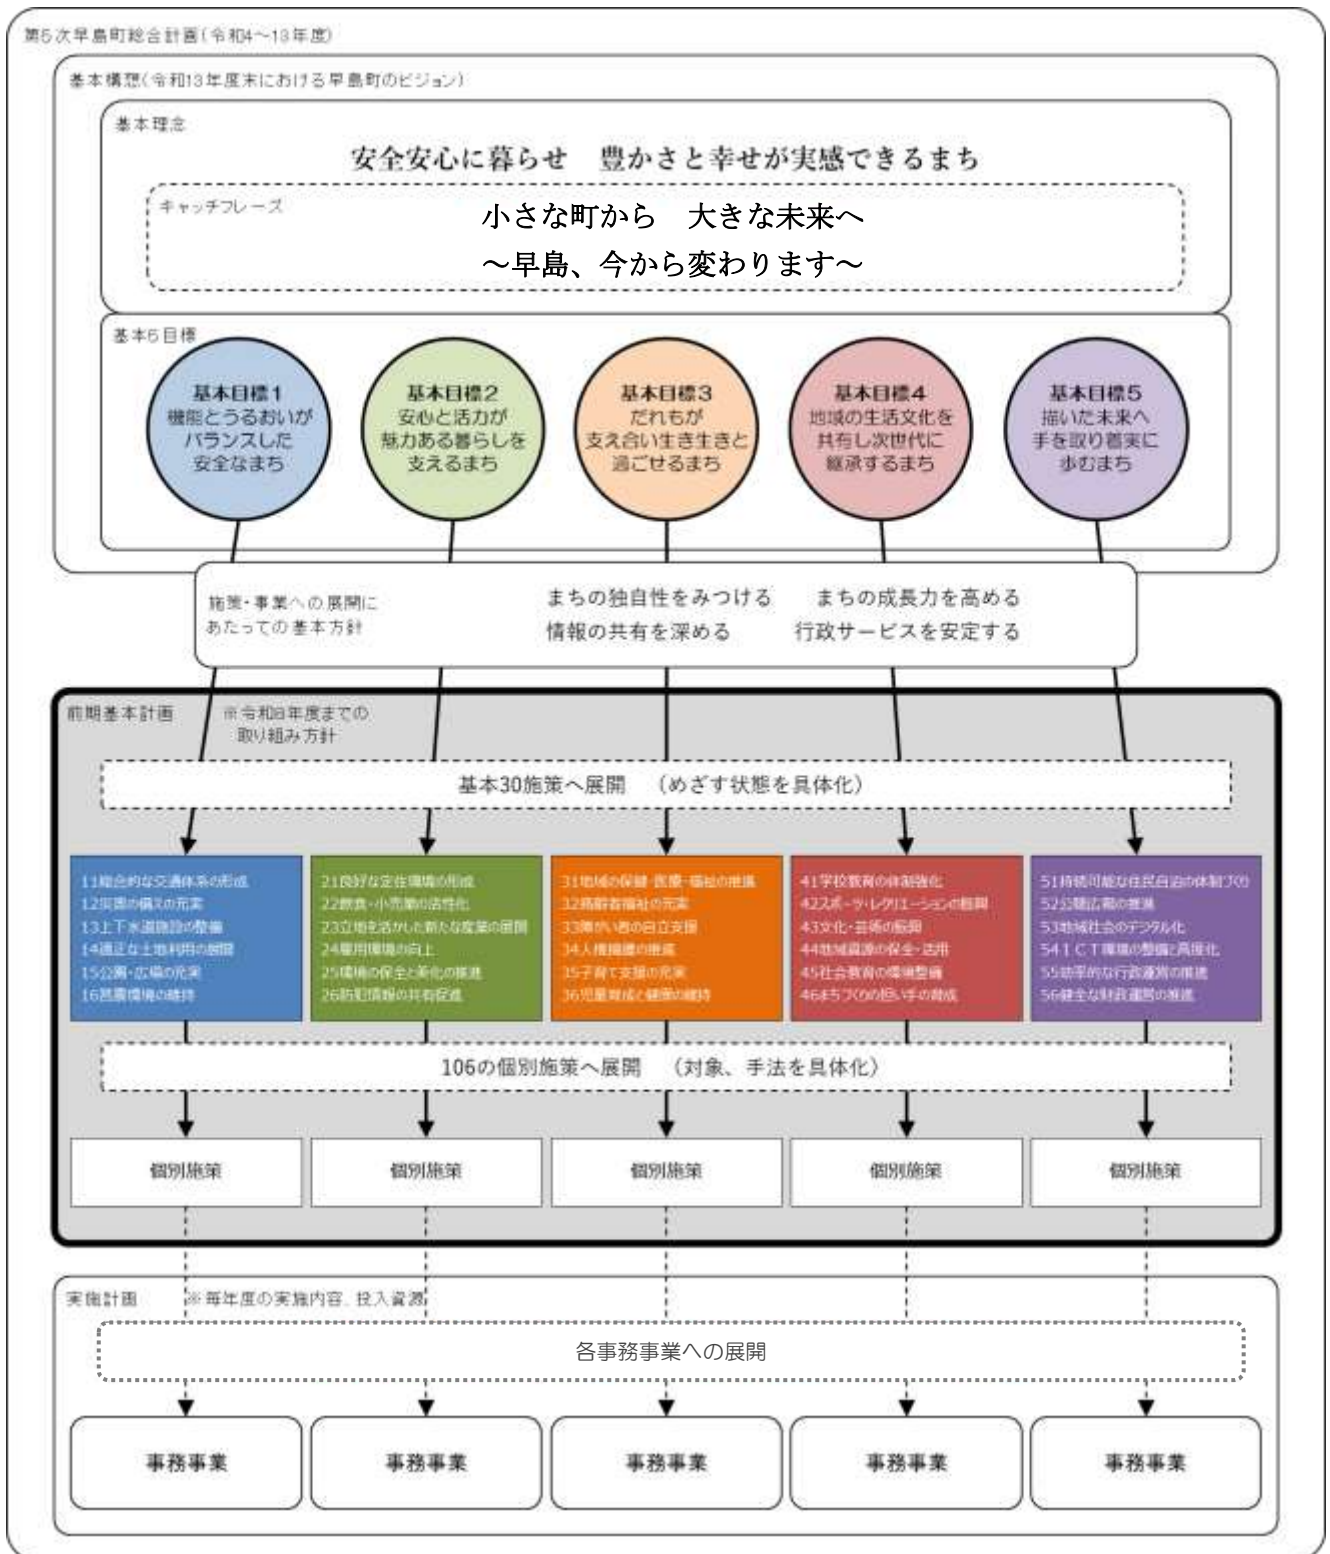 第5次早島町総合計画(令和4～13年度)
基本構想(令和13年度末における早島町のビジョン)
基本理念
安全安心に暮らせ　豊かさと幸せが実感できるまち
キャッチフレーズ
小さな町から　大きな未来へ
～早島、今から変わります～
基本5目標
基本目標1
機能とうるおいが
バランスした
安全なまち
基本目標2
安心と活力が
魅力ある暮らしを
支えるまち
基本目標3
だれもが
支え合い生き生きと
過ごせるまち
基本目標4
地域の生活文化を
共有し次世代に
継承するまち
基本目標5
描いた未来へ
手を取り着実に
歩むまち
施策・事業への展開に
あたっての基本方針
まちの独自性をみつける　まちの成長力を高める
情報の共有を深める　行政サービスを安定する
前期基本計画　※令和8年度までの
取り組み方針
基本30施策へ展開　（めざす状態を具体化）
11総合的な交通体系の形成
12災害の備えの充実
13上下水道施設の整備
14適正な土地利用の展開
15公園・広場の充実
16営農環境の維持
21良好な定住環境の形成
22飲食・小売業の活性化
23立地を活かした新たな産業の展開
24雇用環境の向上
25環境の保全と美化の推進
26防犯情報の共有促進
31地域の保健・医療・福祉の推進
32高齢者福祉の充実
33障がい者の自立支援
34人権擁護の推進
35子育て支援の充実
36児童育成と健康の維持
41学校教育の体制強化
42スポーツ・レクリエーションの振興
43文化・芸術の振興
44地域資源の保全・活用
45社会教育の環境整備
46まちづくりの担い手の育成
51持続可能な住民自治の体制づくり
52公聴広報の推進
53地域社会のデジタル化
54ＩＣＴ環境の整備と高度化
55効率的な行政運営の推進
56健全な財政運営の推進
106の個別施策へ展開　（対象、手法を具体化）
個別施策
個別施策
個別施策
個別施策
個別施策
実施計画　※毎年度の実施内容、投入資源
各事務事業への展開
事務事業
事務事業
事務事業
事務事業
事務事業